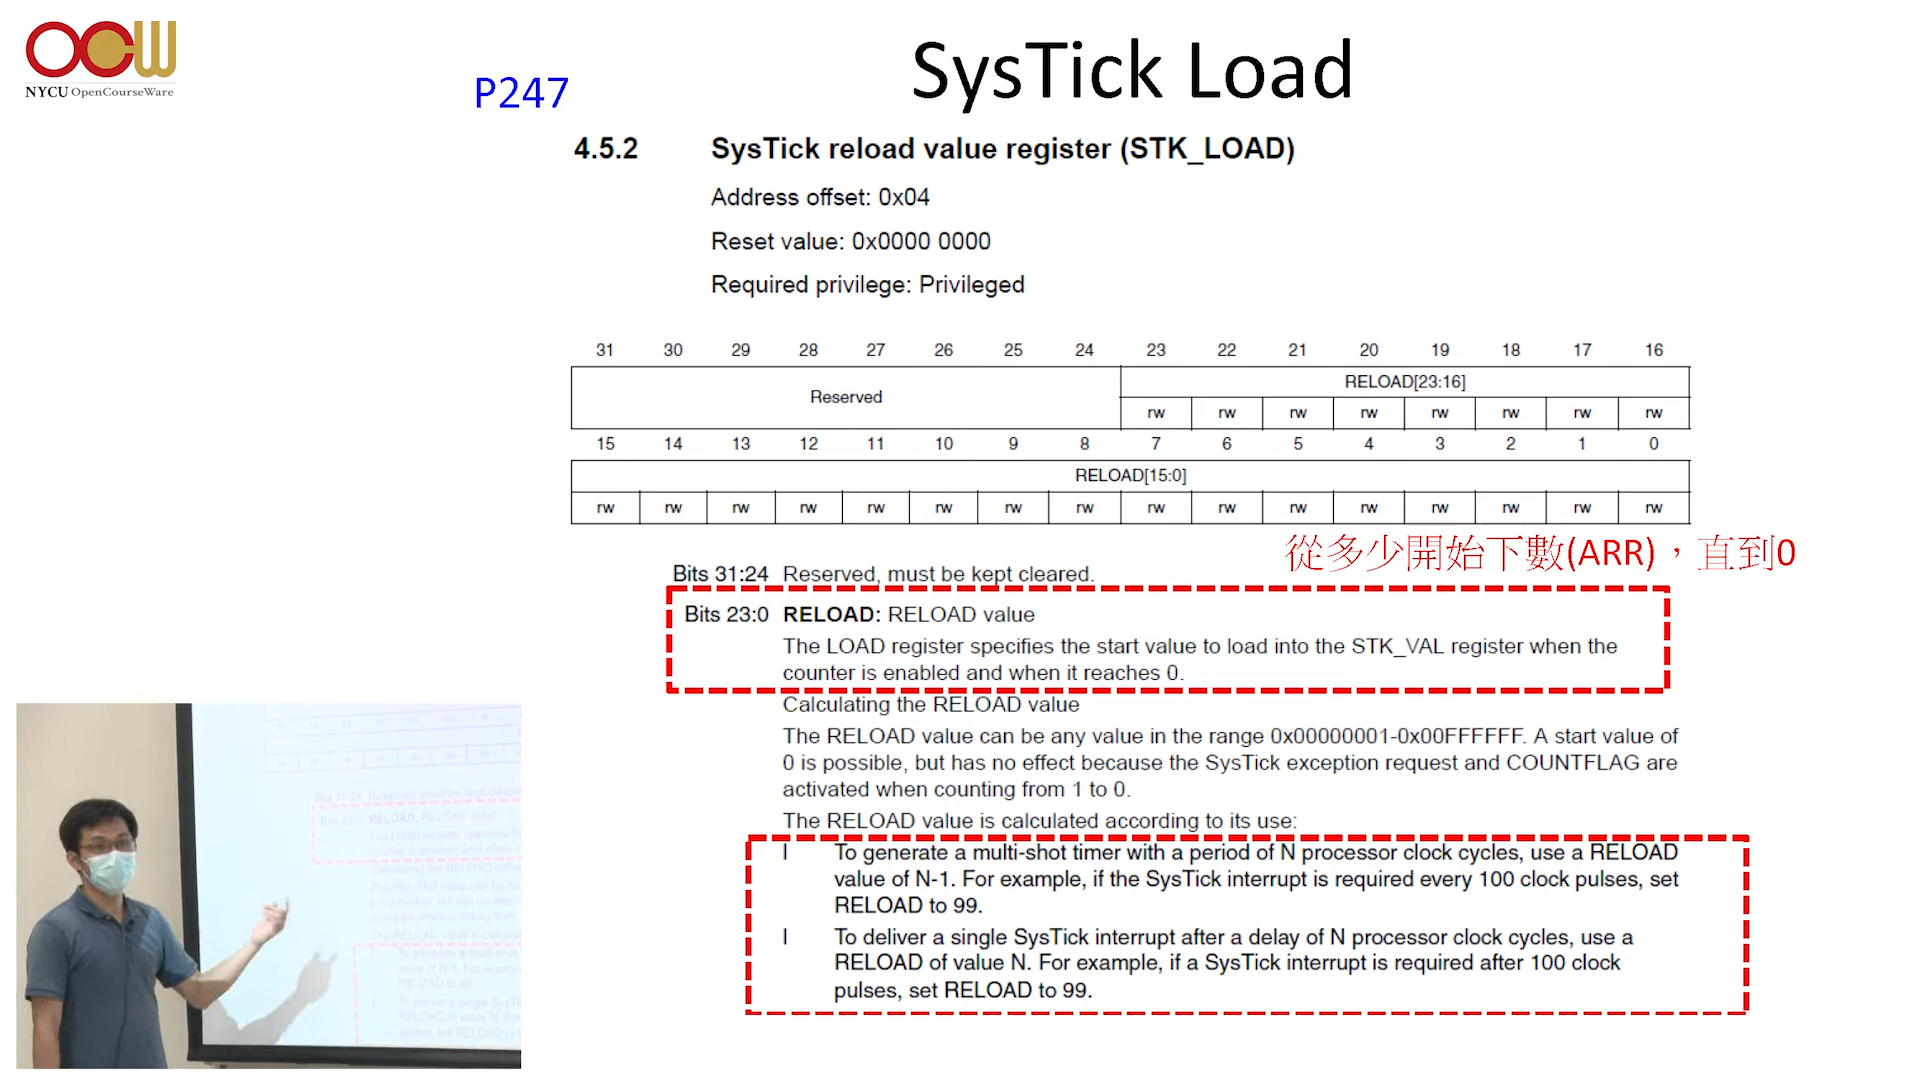 OCW
NYCU OpenCourseWare
P247
SysTick Load
4.5.2 SysTick reload value register (STK_LOAD)
Address offset: 0x04
Reset value: 0x0000 0000
Required privilege: Privileged
31 30 29 28 27 26 25 24 23 22 21 20 19 18 17 16
Reserved RELOAD[23:16]
rw rw rw rw rw rw rw rw
15 14 13 12 11 10 9 8 7 6 5 4 3 2 1 0
RELOAD[15:0]
rw rw rw rw rw rw rw rw rw rw rw rw rw rw rw rw
從多少開始下數(ARR)，直到0
Bits 31:24 Reserved, must be kept cleared.
Bits 23:0 RELOAD: RELOAD value
The LOAD register specifies the start value to load into the STK_VAL register when the
counter is enabled and when it reaches 0.
Calculating the RELOAD value
The RELOAD value can be any value in the range 0x00000001-0x00FFFFFF. A start value of
0 is possible, but has no effect because the SysTick exception request and COUNTFLAG are
activated when counting from 1 to 0.
The RELOAD value is calculated according to its use:
l To generate a multi-shot timer with a period of N processor clock cycles, use a RELOAD
value of N-1. For example, if the SysTick interrupt is required every 100 clock pulses, set
RELOAD to 99.
l To deliver a single SysTick interrupt after a delay of N processor clock cycles, use a
RELOAD of value N. For example, if a SysTick interrupt is required after 100 clock
pulses, set RELOAD to 99.